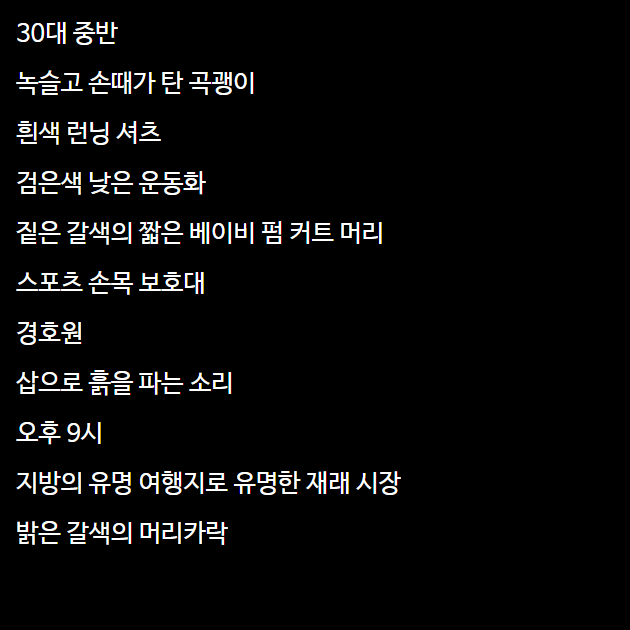 30대 중반
녹슬고 손때가 탄 곡괭이
흰색 런닝 셔츠
검은색 낮은 운동화
짙은 갈색의 짧은 베이비 펌 커트 머리
스포츠 손목 보호대
경호원
삽으로 흙을 파는 소리
오후 9시
지방의 유명 여행지로 유명한 재래 시장
밝은 갈색의 머리카락